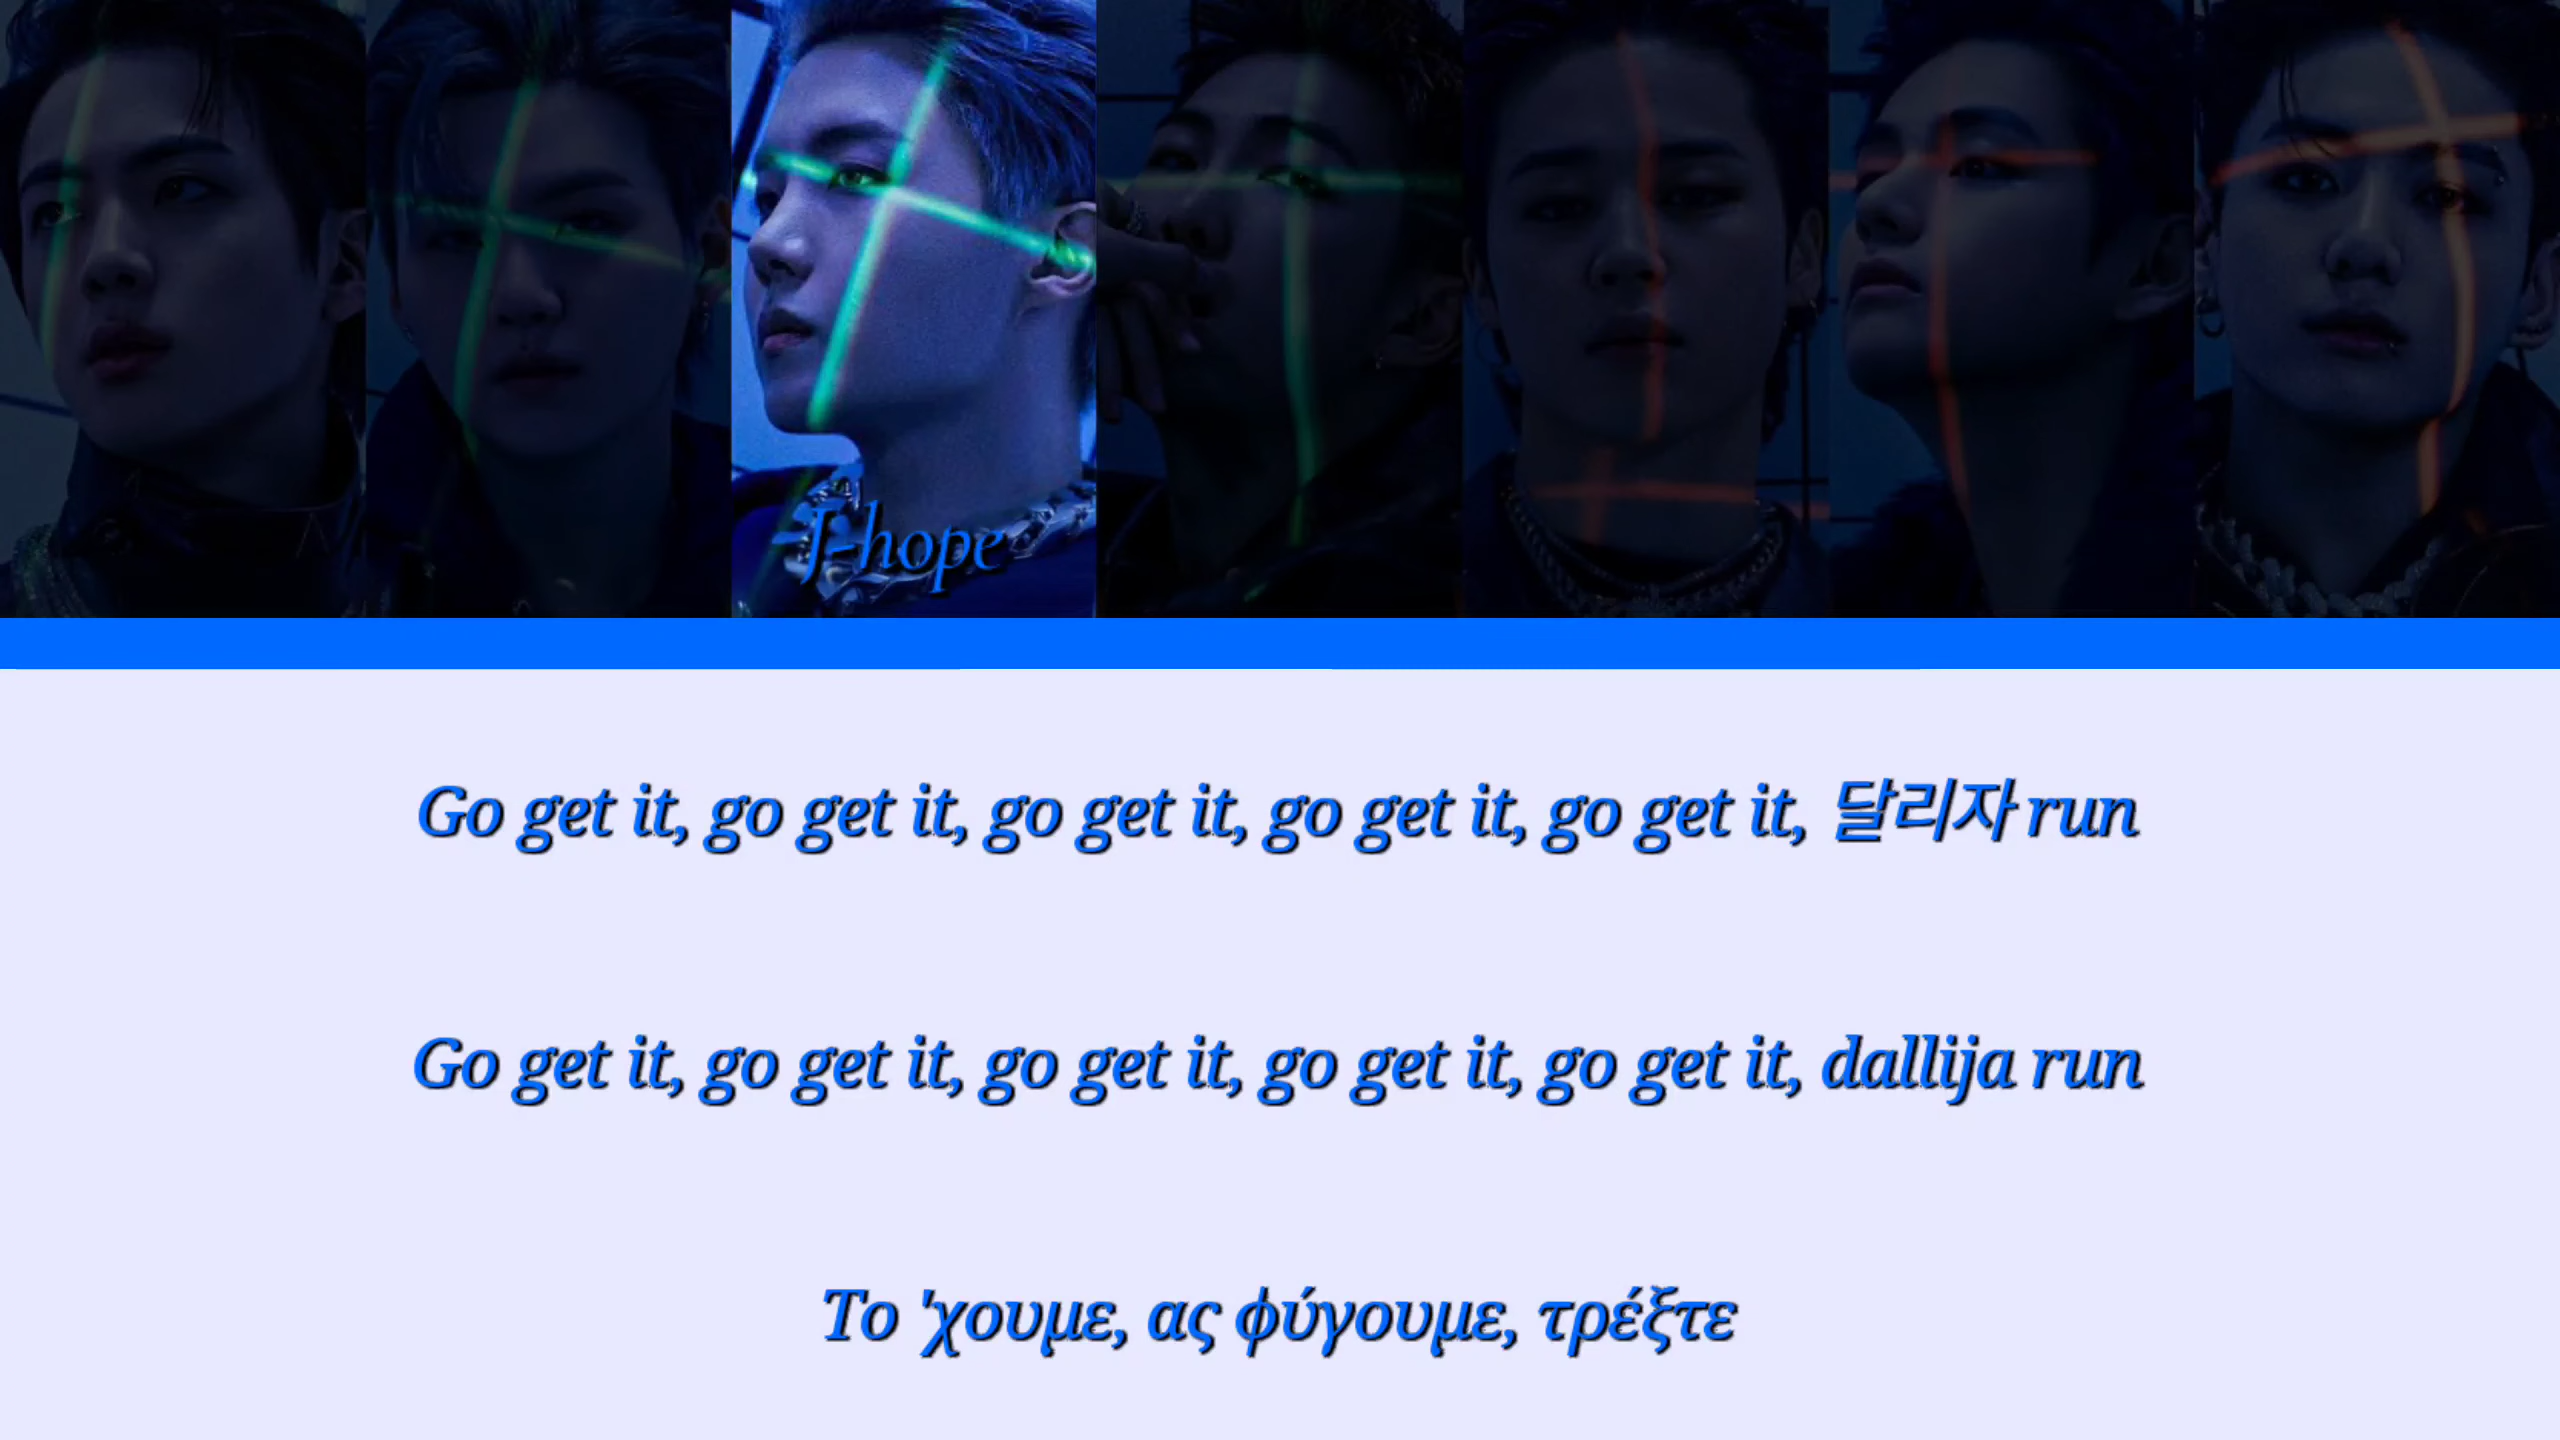 J-hope
Go get it, go get it, go get it, go get it, go get it, 달리자 run
Go get it, go get it, go get it, go get it, go get it, dallija run
Το 'χουμε, ας φύγουμε, τρέξτε